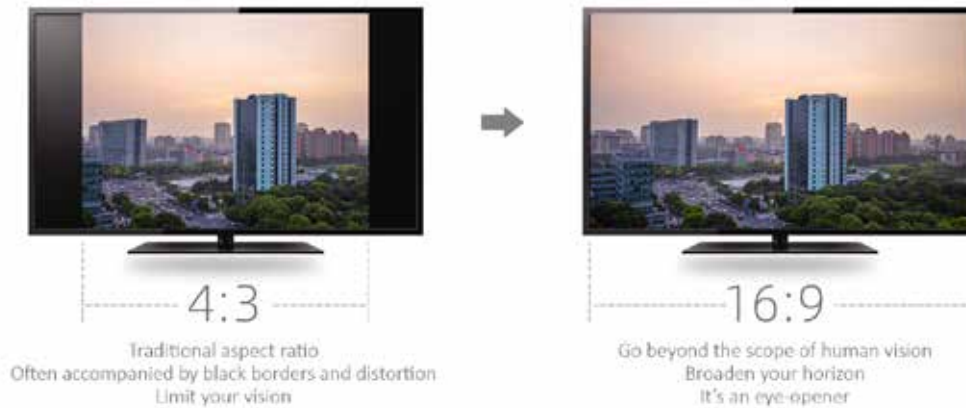 4:3
Traditional aspect ratio
Often accompanied by black borders and distortion
Limit your vision
16:9
Go beyond the scope of human vision
Broaden your horizon
It's an eye-opener